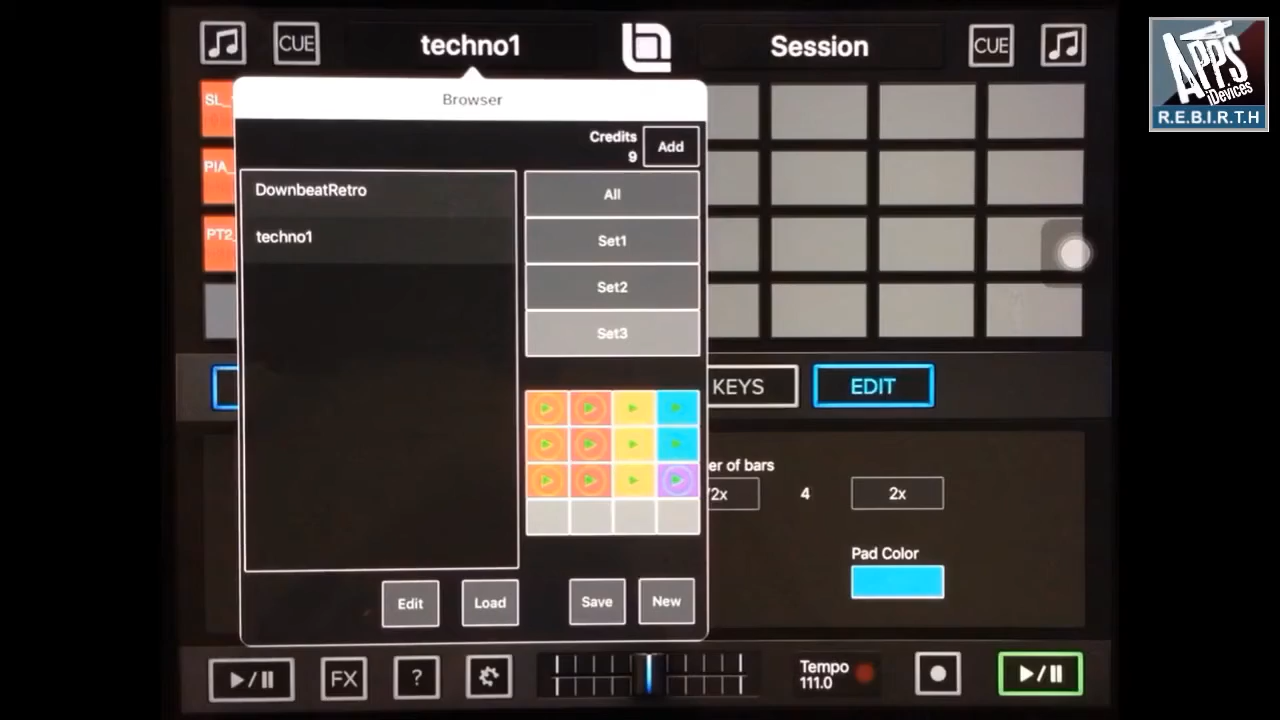 CUE
techno1
Session
CUE
APPS
iDevices
R.E.B.I.R.T.H
Browser
SL_
PIA_
PT2_
Credits
9
Add
DownbeatRetro
techno1
All
Set1
Set2
Set3
KEYS
EDIT
er of bars
/2x
4
2x
Pad Color
Edit
Load
Save
New
FX
?
Tempo
111.0